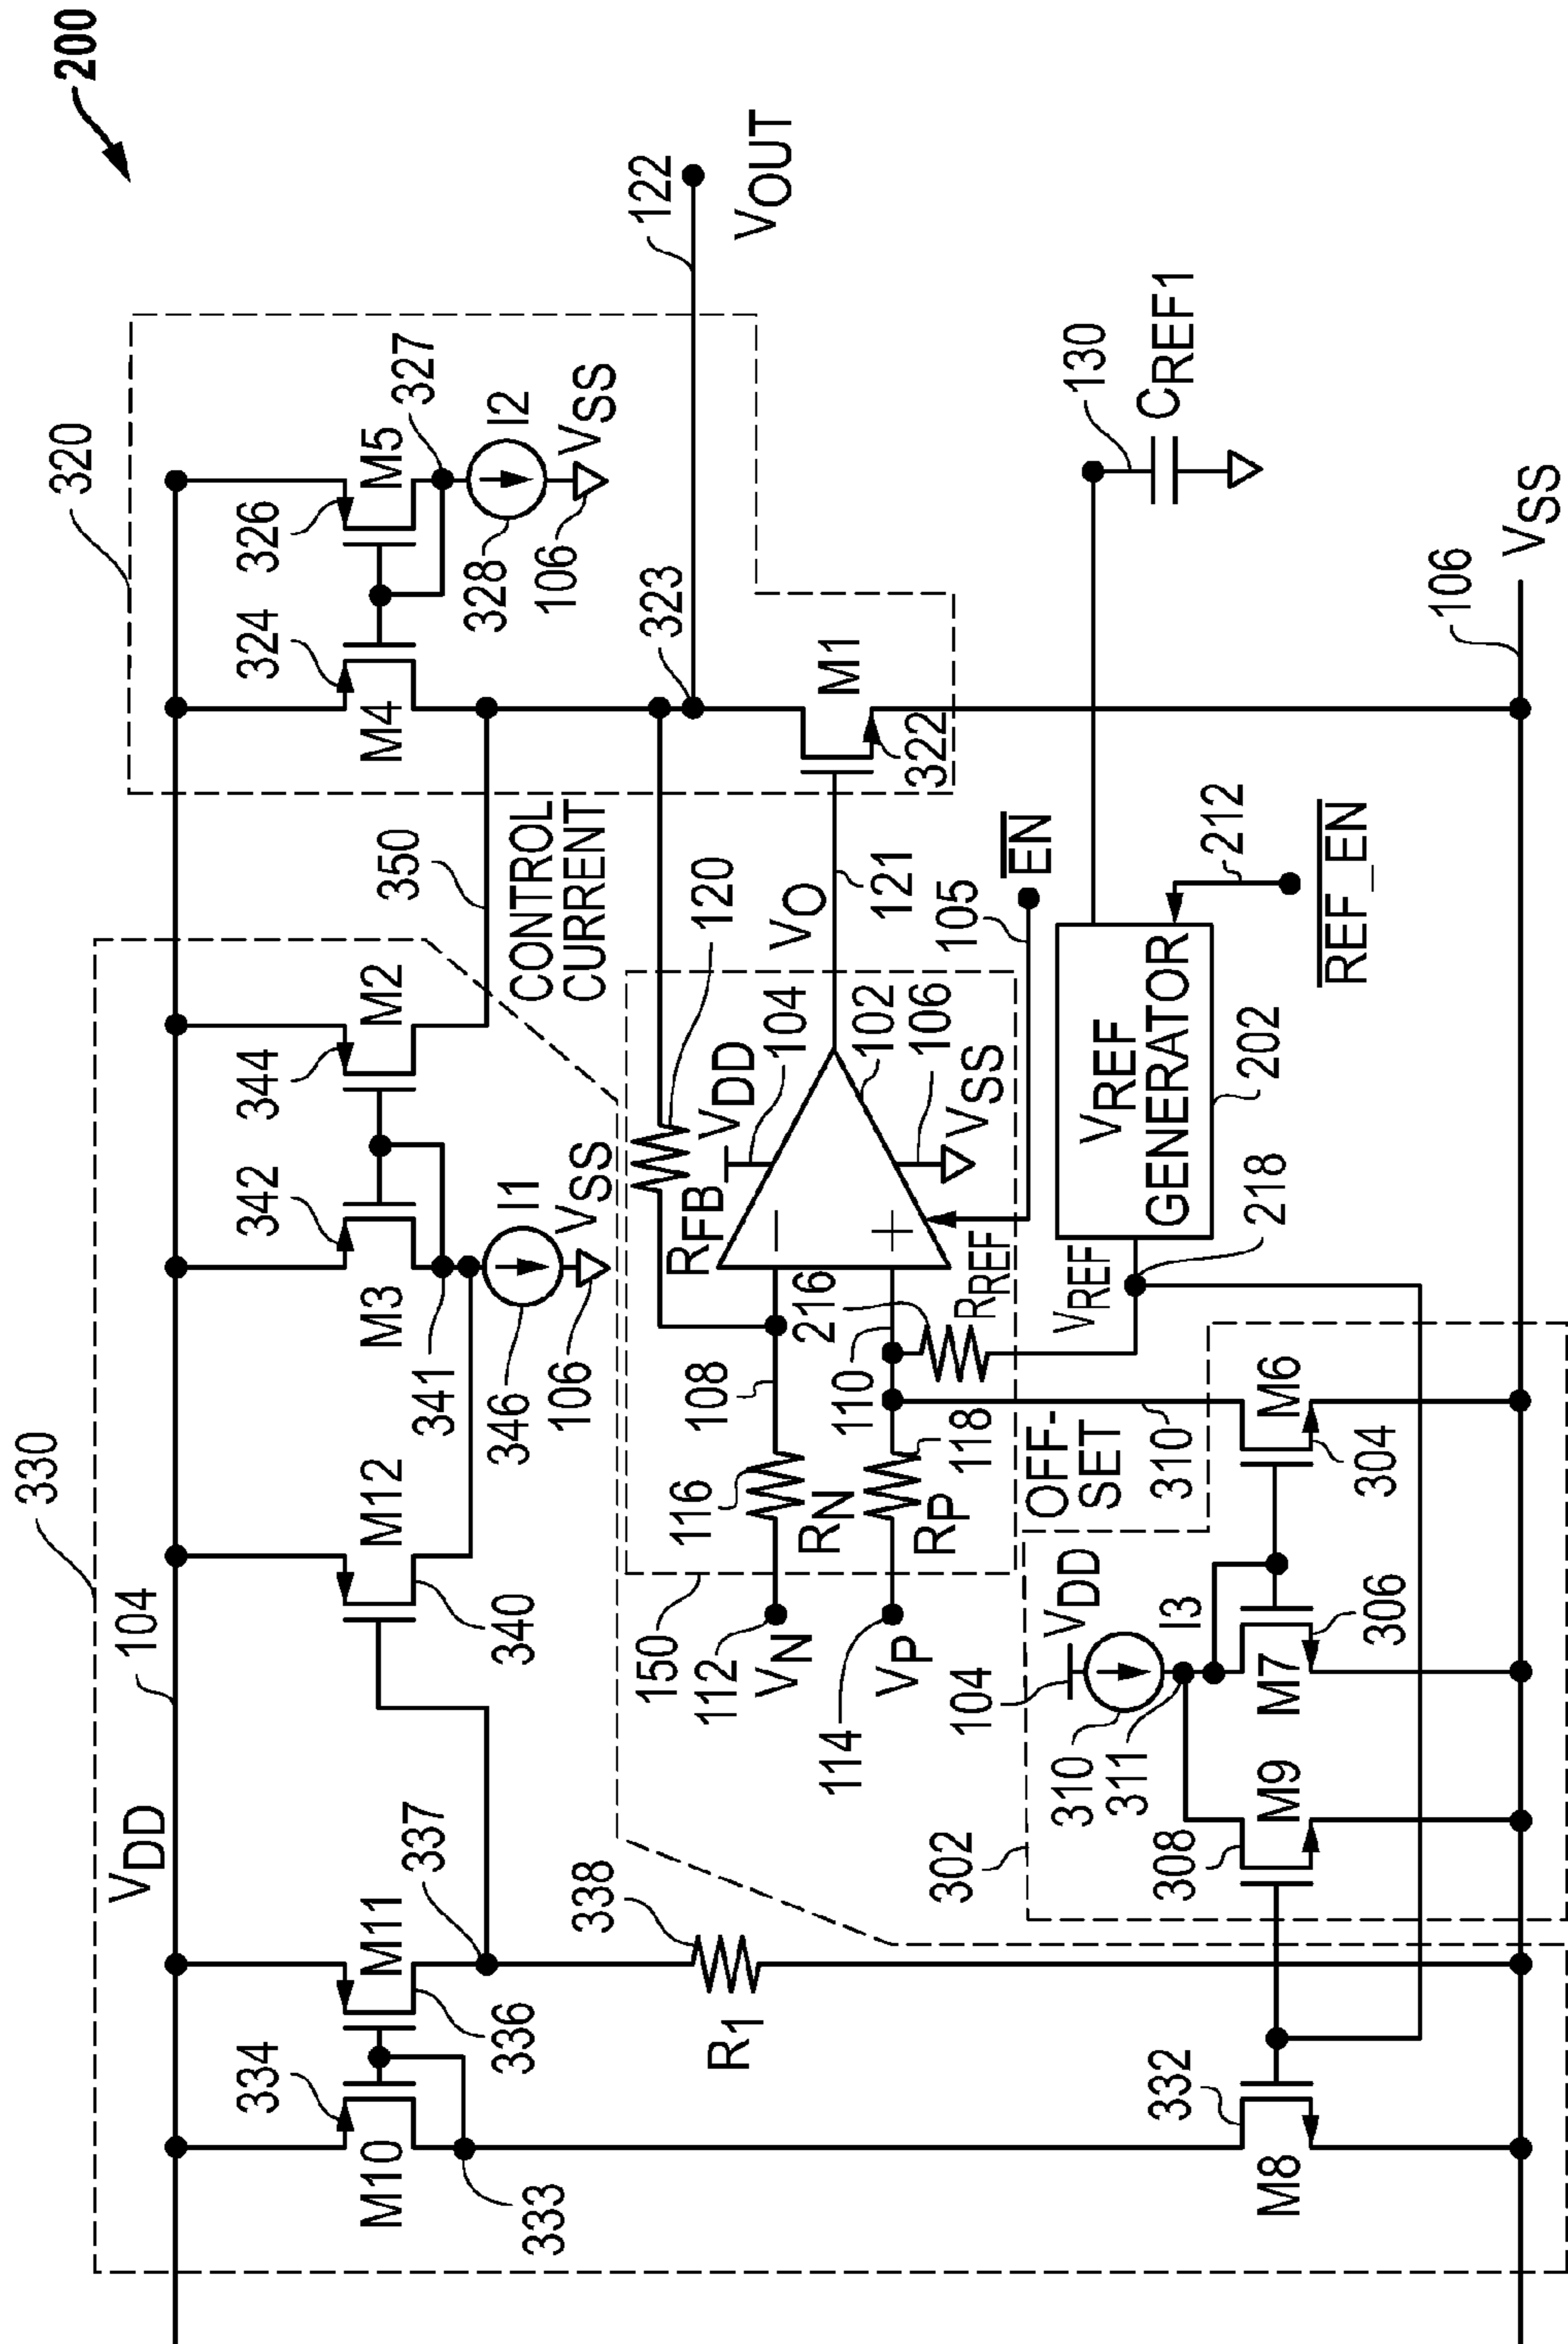 200
330
320
VDD
104
334
M10
333
M11
336
337
338
R1
M12
340
342
M3
341
346
I1
VSS
106
344
M2
350
CONTROL
CURRENT
324
M4
326
M5
327
I2
328
VSS
106
323
122
VOUT
150
112
VN
116
RN
108
114
VP
RP
118
110
216
RREF
RFB
120
VDD
104
102
106
VSS
VO
121
M1
322
105
EN
VREF
218
VREF
GENERATOR
202
212
REF_EN
130
CREF1
302
OFF-
SET
310
104
VDD
310
311
I3
308
M9
M7
306
M6
304
332
M8
106
VSS